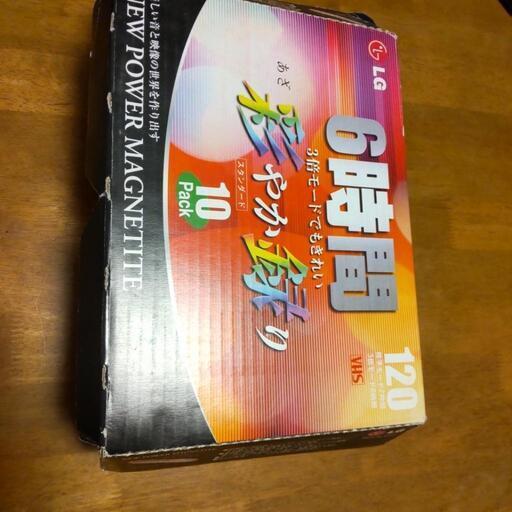 LG
6時間
3倍モードでもきれい
あざ
彩やか録り
スタンダード
10
Pack
120
VHS
しい音と映像の世界を作り出す
NEW POWER MAGNETITE